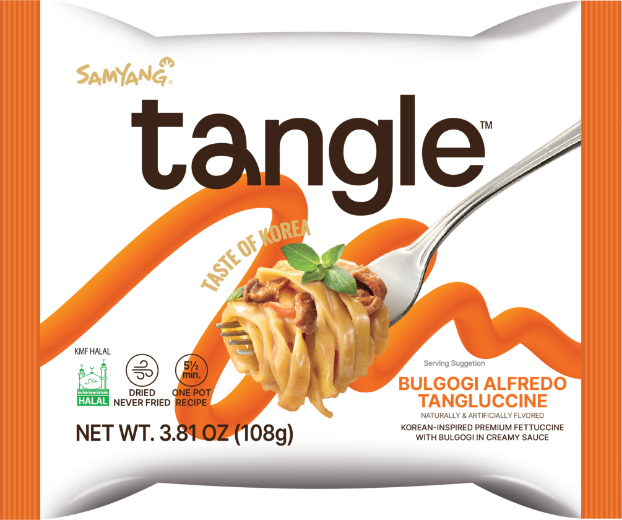 SAMYANG
tangle™
TASTE OF KOREA
KMF HALAL
HALAL
DRIED
NEVER FRIED
5½
min.
ONE POT
RECIPE
NET WT. 3.81 OZ (108g)
Serving Suggetion
BULGOGI ALFREDO
TANGLUCCINE
NATURALLY & ARTIFICIALLY FLVORED
KOREAN-INSPIRED PREMIUM FETTUCCINE
WITH BULGOGI IN CREAMY SAUCE